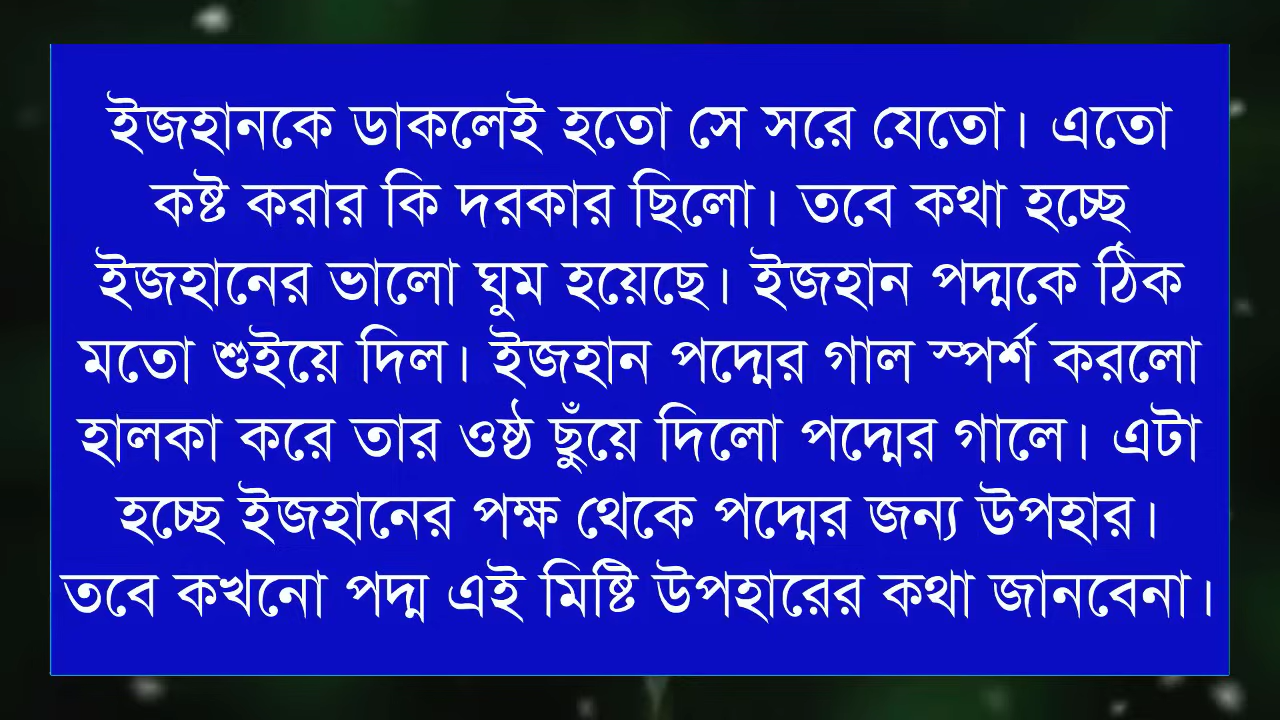 ইজহানকে ডাকলেই হতো সে সরে যেতো। এতো
কষ্ট করার কি দরকার ছিলো। তবে কথা হচ্ছে
ইজহানের ভালো ঘুম হয়েছে। ইজহান পদ্মকে ঠিক
মতো শুইয়ে দিল। ইজহান পদ্মের গাল স্পর্শ করলো
হালকা করে তার ওষ্ঠ ছুঁয়ে দিলো পদ্মের গালে। এটা
হচ্ছে ইজহানের পক্ষ থেকে পদ্মের জন্য উপহার।
তবে কখনো পদ্ম এই মিষ্টি উপহারের কথা জানবেনা।